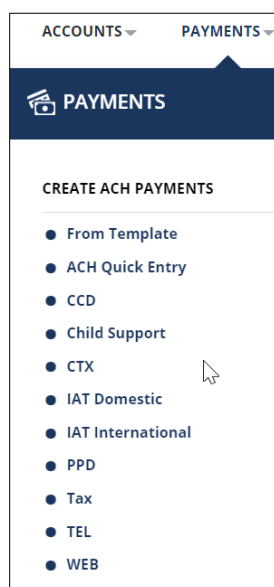 ACCOUNTS PAYMENTS
PAYMENTS
CREATE ACH PAYMENTS
From Template
ACH Quick Entry
CCD
Child Support
CTX
IAT Domestic
IAT International
PPD
Tax
TEL
WEB